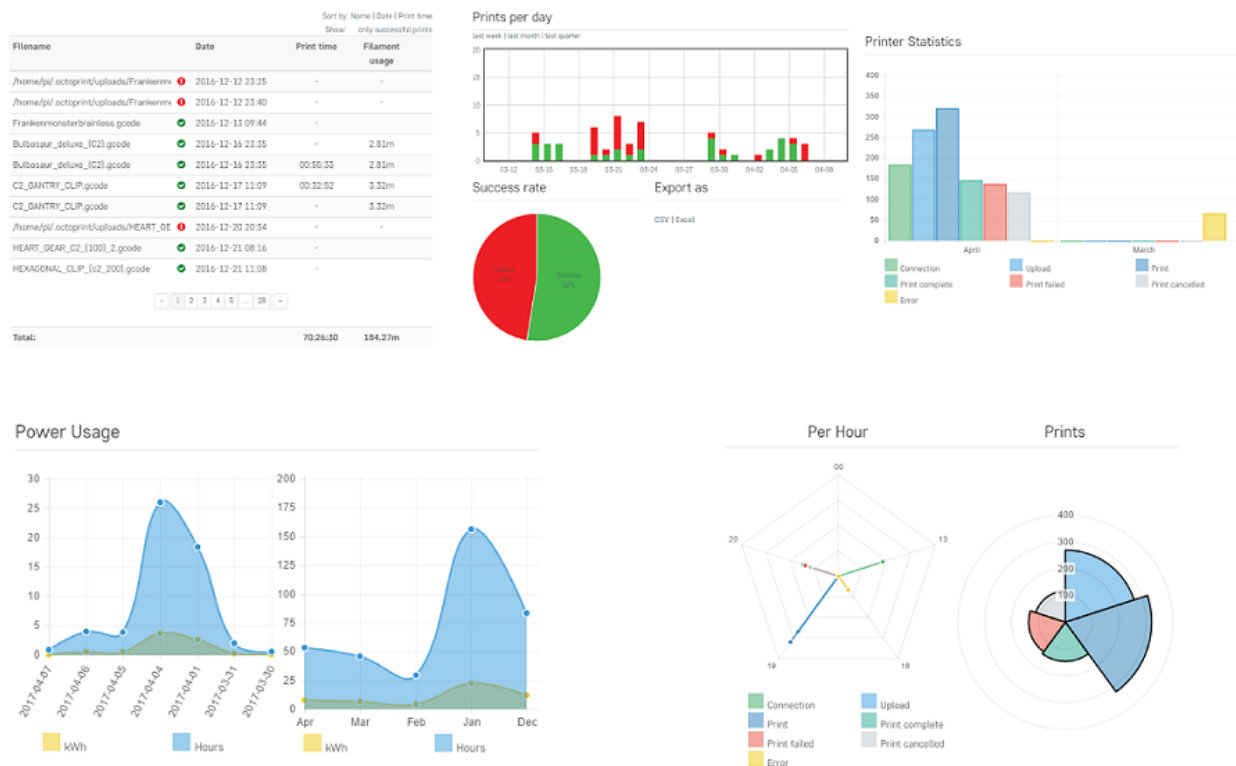 Sort by: Name | Date | Print time
Show: only successful prints
Filename Date Print time Filament usage
/home/pi/.octoprint/uploads/Frankenmo 2016-12-12 23:25 - -
/home/pi/.octoprint/uploads/Frankenmo 2016-12-12 23:40 - -
Frankenmonsterbrainless.gcode 2016-12-13 09:44 -
Bulbasaur_deluxe_(C2).gcode 2016-12-16 23:35 - 2.81m
Bulbasaur_deluxe_(C2).gcode 2016-12-16 23:35 00:55:33 2.81m
C2_GANTRY_CLIP.gcode 2016-12-17 11:09 00:32:52 3.32m
C2_GANTRY_CLIP.gcode 2016-12-17 11:09 - 3.32m
/home/pi/.octoprint/uploads/HEART_GE 2016-12-20 20:54 - -
HEART_GEAR_C2_(100)_2.gcode 2016-12-21 08:16 -
HEXAGONAL_CLIP_(c2_200).gcode 2016-12-21 11:08 -
« 1 2 3 4 5 ... 28 »
Total: 70:26:30 184.27m
Prints per day
last week | last month | last quarter
20
15
10
5
0
03-12 03-15 03-18 03-21 03-24 03-27 03-30 04-02 04-05 04-08
Success rate
Success
Export as
CSV | Excel
Printer Statistics
400
350
300
250
200
150
100
50
0
April March
Connection Upload Print
Print complete Print failed Print cancelled
Error
Power Usage
30
25
20
15
10
5
0
2017-04-07 2017-04-06 2017-04-05 2017-04-04 2017-04-01 2017-03-31 2017-03-30
kWh Hours
200
175
150
125
100
75
50
25
0
Apr Mar Feb Jan Dec
kWh Hours
Per Hour
00
20 13
19 18
Connection Upload
Print Print complete
Print failed Print cancelled
Error
Prints
400
300
200
100